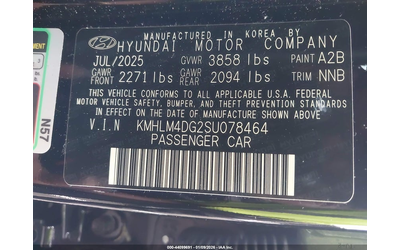 MANUFACTURED IN KOREA BY
HYUNDAI MOTOR COMPANY
JUL/2025 GVWR 3858 lbs PAINT A2B
GAWR FRONT 2271 lbs GAWR REAR 2094 lbs TRIM NNB
THIS VEHICLE CONFORMS TO ALL APPLICABLE U.S. FEDERAL
MOTOR VEHICLE SAFETY, BUMPER, AND THEFT PREVENTION
STANDARDS IN EFFECT ON THE DATE OF MANUFACTURE SHOWN ABOVE.
V.I.N KMHLM4DG2SU078464
PASSENGER CAR
N57